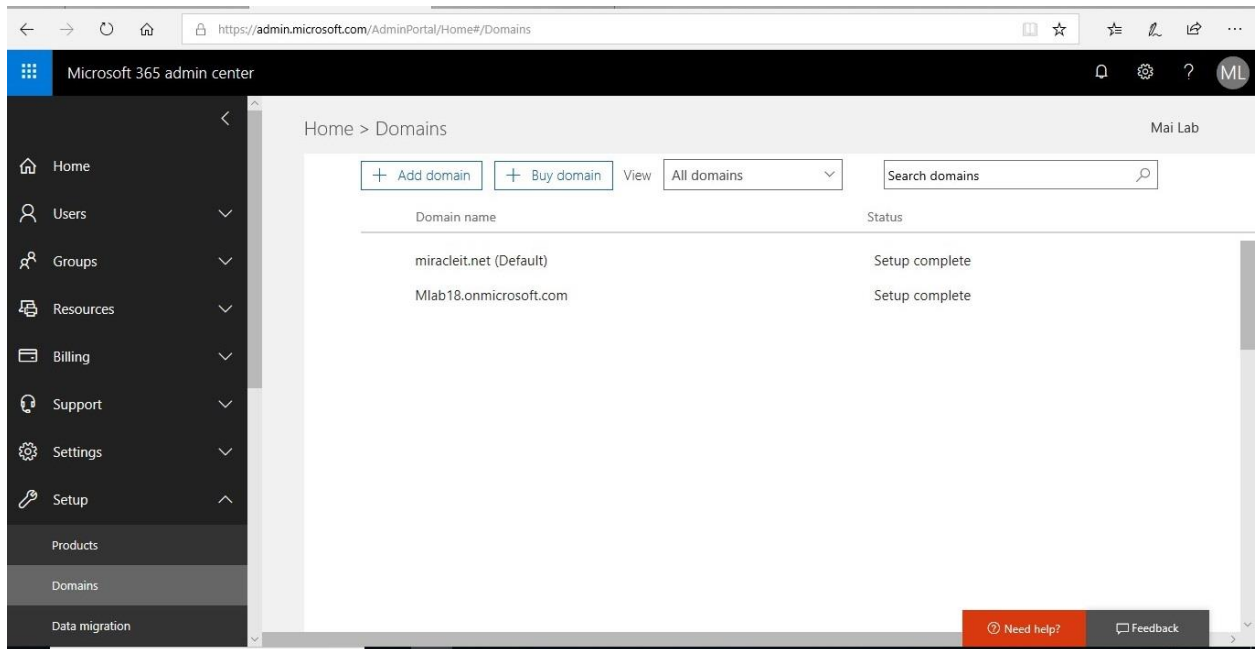 https://admin.microsoft.com/AdminPortal/Home#/Domains
Microsoft 365 admin center
?
ML
Home > Domains
Mai Lab
Home
Users
Groups
Resources
Billing
Support
Settings
Setup
Products
Domains
Data migration
+ Add domain
+ Buy domain
View
All domains
Search domains
Domain name Status
miracleit.net (Default) Setup complete
Mlab18.onmicrosoft.com Setup complete
Need help?
Feedback